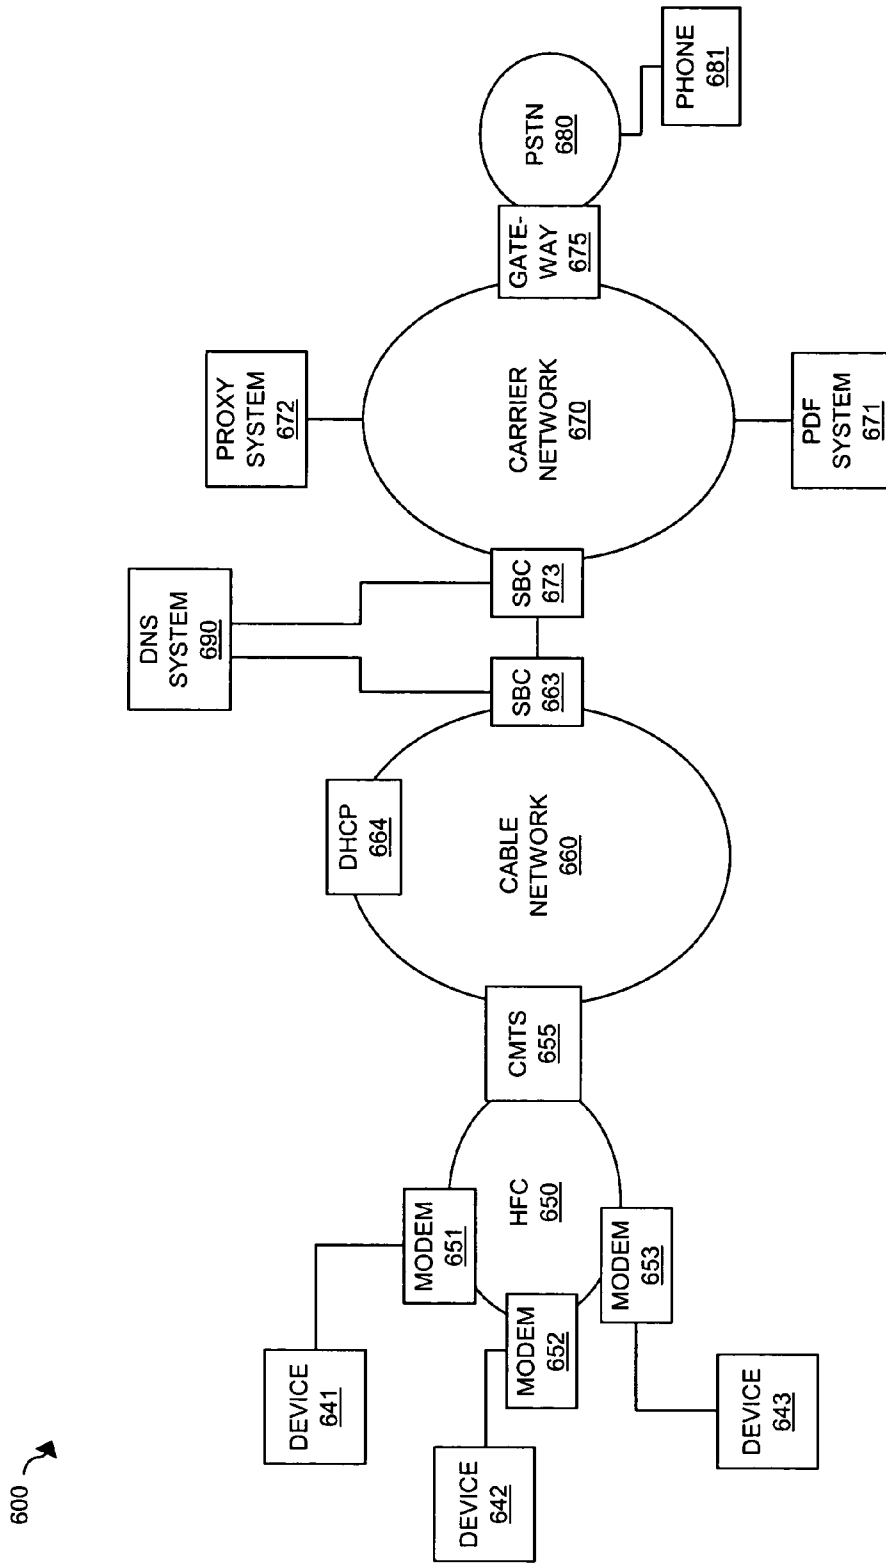 600
DEVICE
641
DEVICE
642
DEVICE
643
MODEM
651
MODEM
652
MODEM
653
HFC
650
CMTS
655
DHCP
664
CABLE
NETWORK
660
SBC
663
DNS
SYSTEM
690
SBC
673
PROXY
SYSTEM
672
CARRIER
NETWORK
670
PDF
SYSTEM
671
GATE-
WAY
675
PSTN
680
PHONE
681